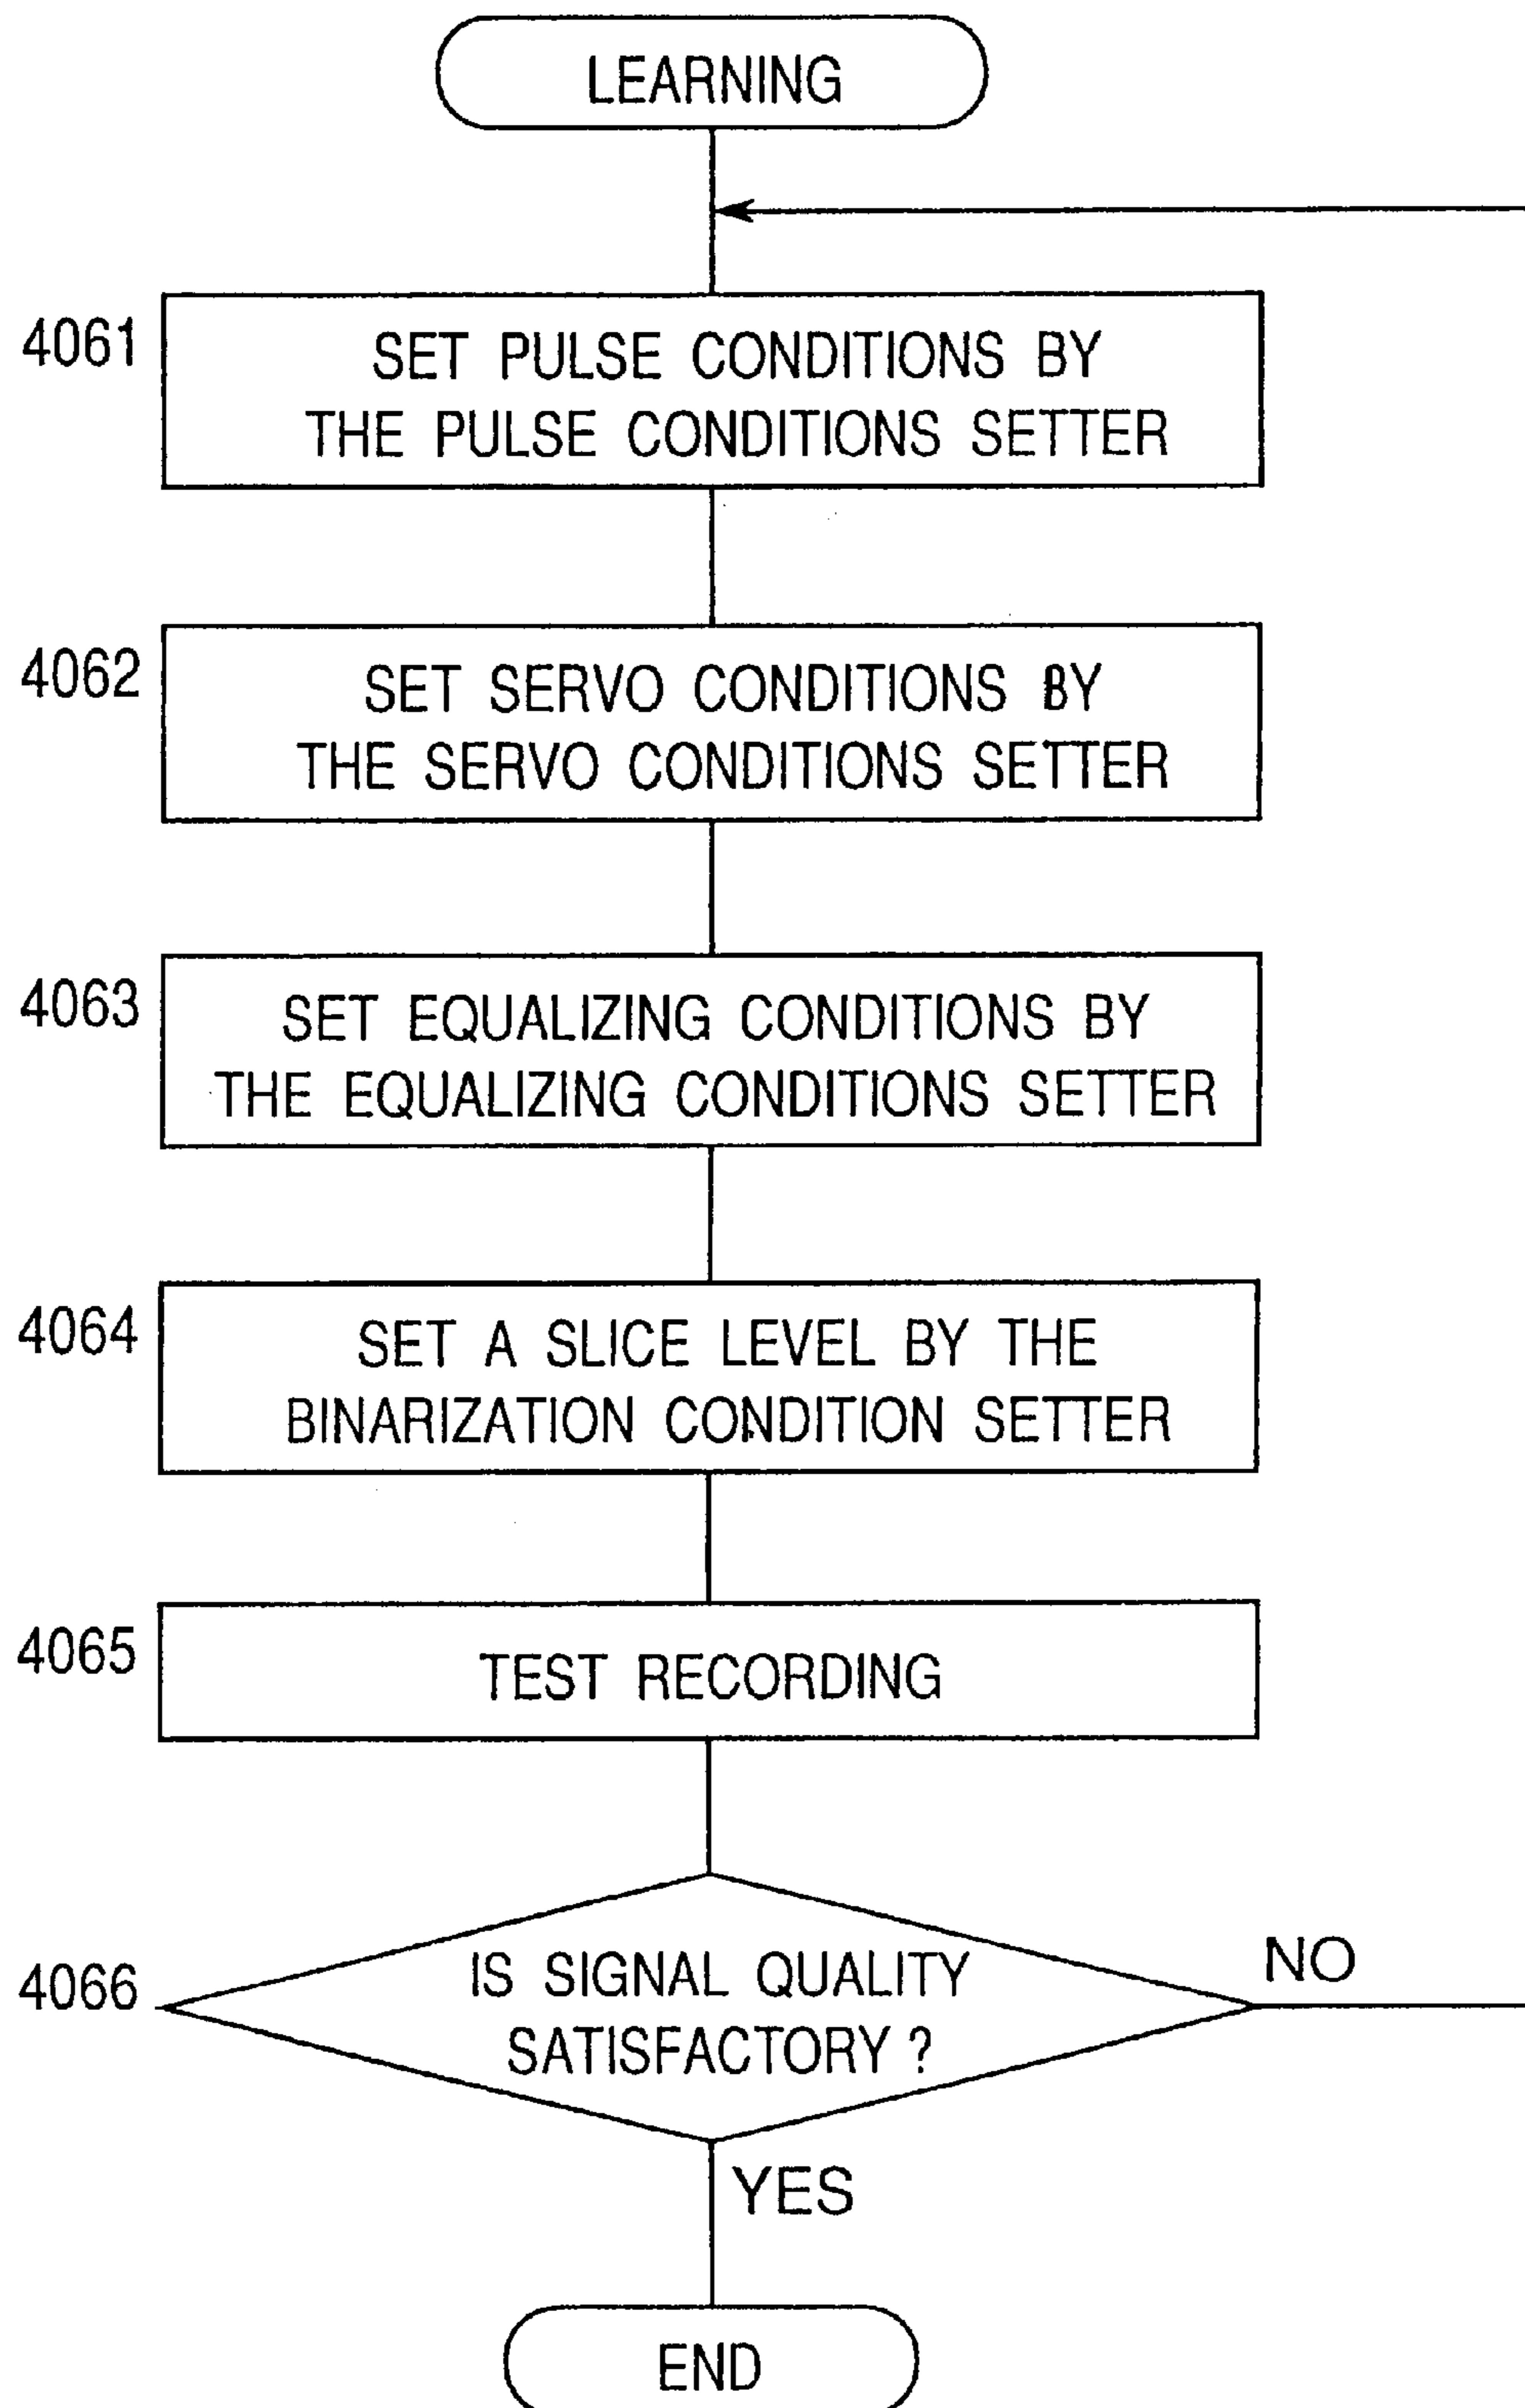 LEARNING
4061
SET PULSE CONDITIONS BY
THE PULSE CONDITIONS SETTER
4062
SET SERVO CONDITIONS BY
THE SERVO CONDITIONS SETTER
4063
SET EQUALIZING CONDITIONS BY
THE EQUALIZING CONDITIONS SETTER
4064
SET A SLICE LEVEL BY THE
BINARIZATION CONDITION SETTER
4065
TEST RECORDING
4066
IS SIGNAL QUALITY
SATISFACTORY ?
NO
YES
END